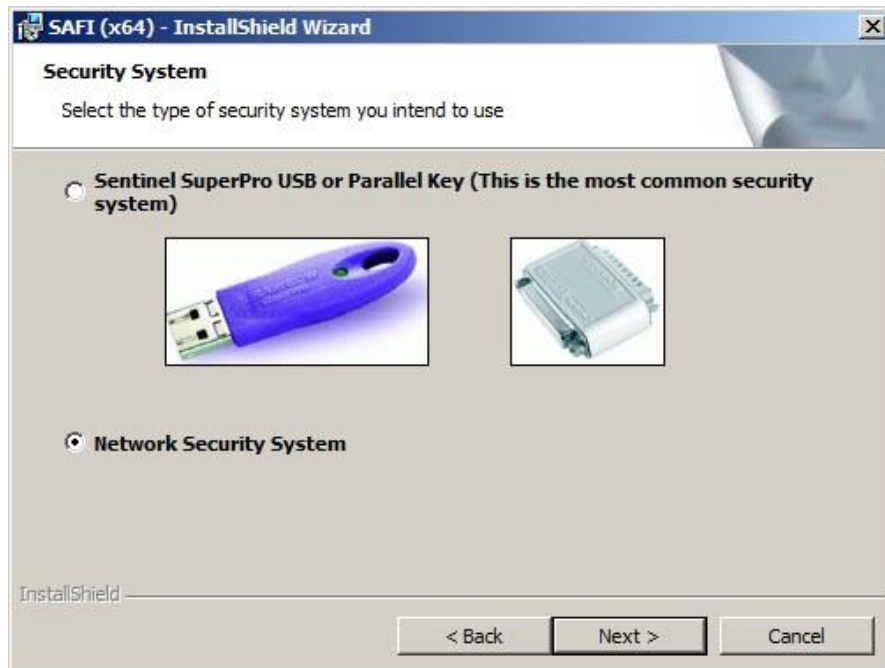 SAFI (x64) - InstallShield Wizard
Security System
Select the type of security system you intend to use
Sentinel SuperPro USB or Parallel Key (This is the most common security
system)
Network Security System
InstallShield
< Back
Next >
Cancel